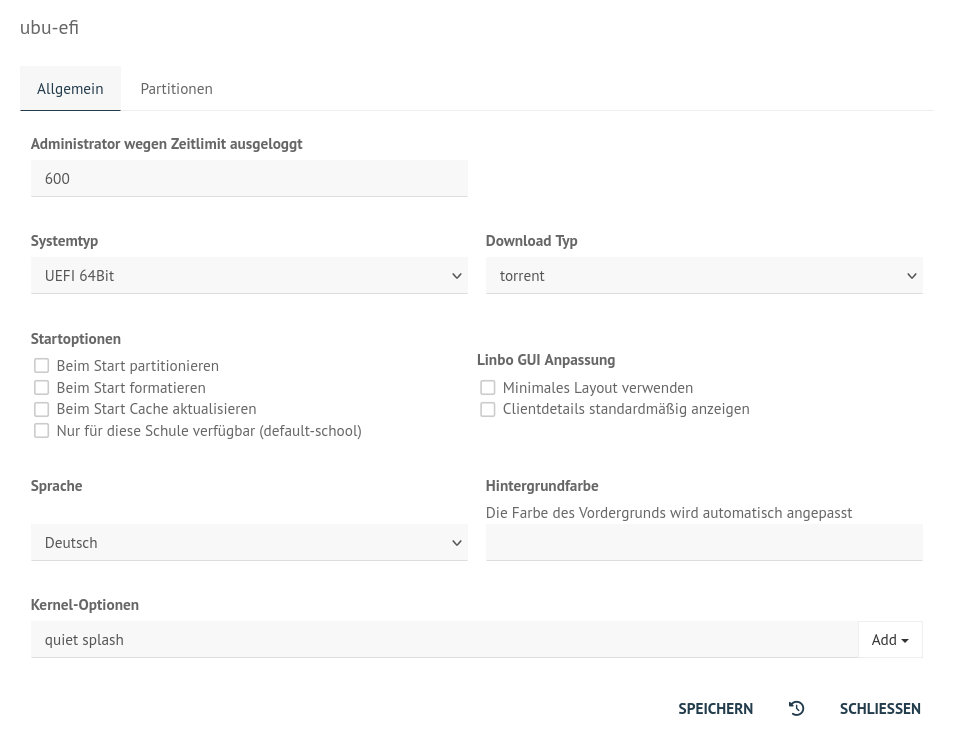 ubu-efi
Allgemein
Partitionen
Administrator wegen Zeitlimit ausgeloggt
600
Systemtyp
Download Typ
UEFI 64Bit
torrent
Startoptionen
Beim Start partitionieren
Beim Start formatieren
Beim Start Cache aktualisieren
Nur für diese Schule verfügbar (default-school)
Linbo GUI Anpassung
Minimales Layout verwenden
Clientdetails standardmäßig anzeigen
Sprache
Deutsch
Hintergrundfarbe
Die Farbe des Vordergrunds wird automatisch angepasst
Kernel-Optionen
quiet splash
Add
SPEICHERN
SCHLIESSEN